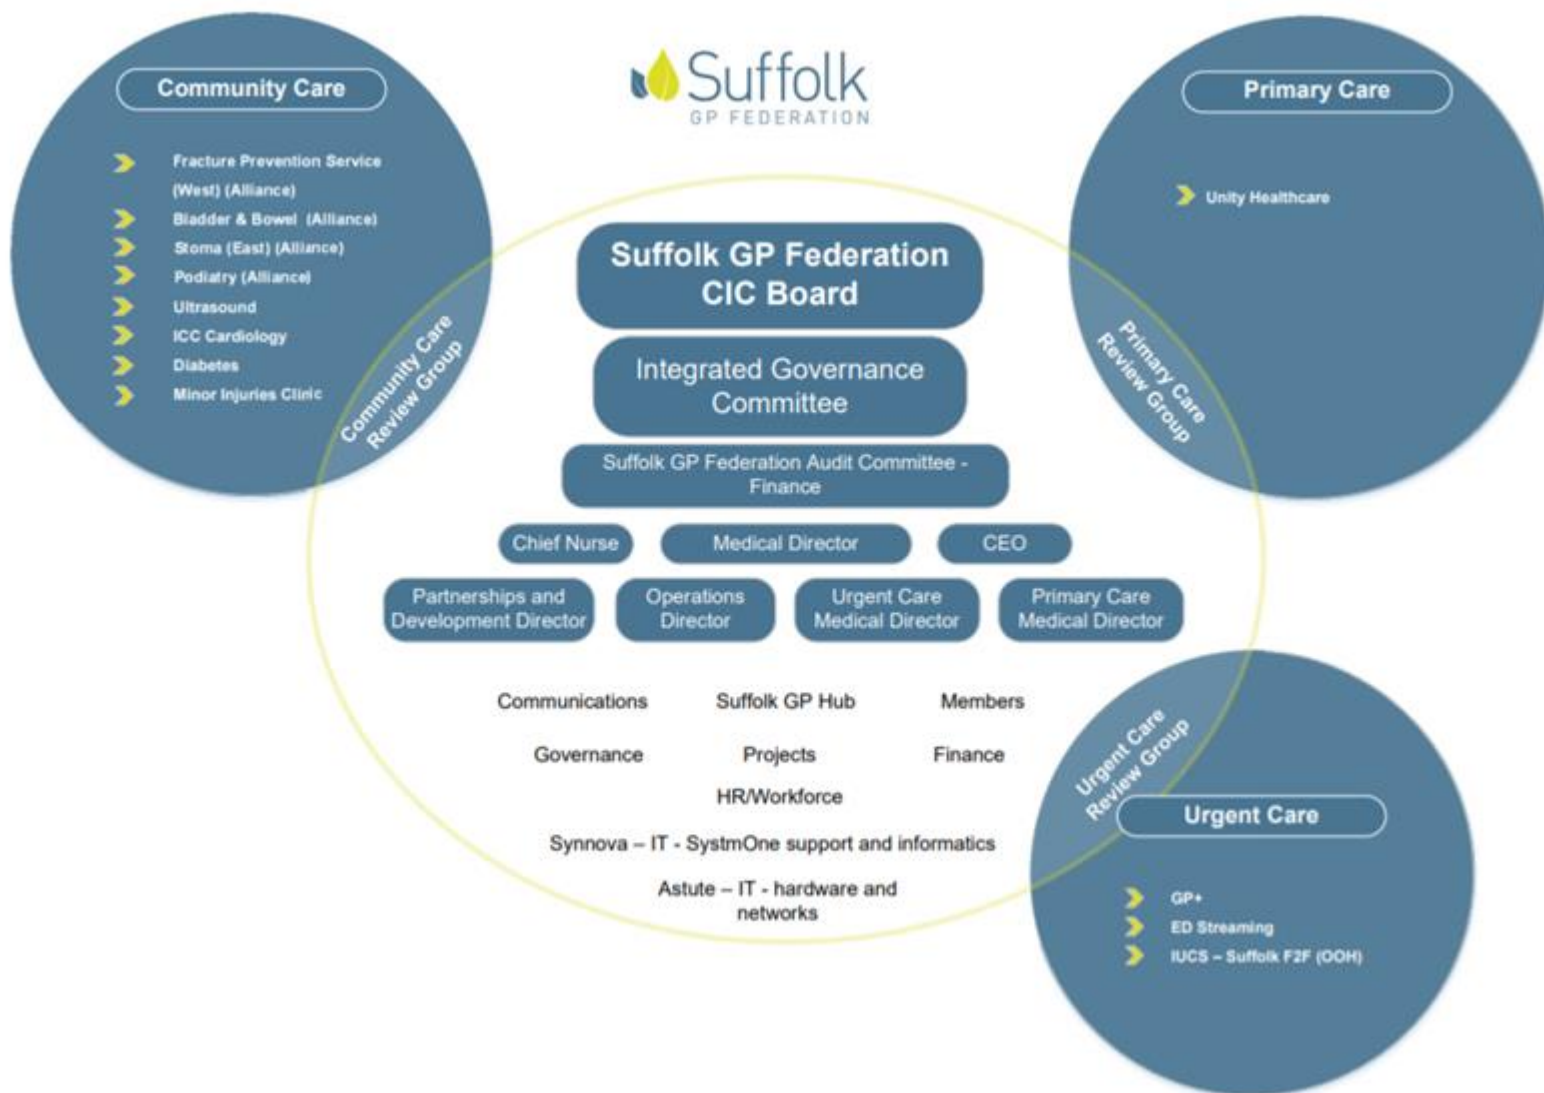 Community Care
Fracture Prevention Service
(West) (Alliance)
Bladder & Bowel (Alliance)
Stoma (East) (Alliance)
Podiatry (Alliance)
Ultrasound
ICC Cardiology
Diabetes
Minor Injuries Clinic
Community Care
Review Group
Suffolk
GP FEDERATION
Primary Care
Unity Healthcare
Primary Care
Review Group
Suffolk GP Federation
CIC Board
Integrated Governance
Committee
Suffolk GP Federation Audit Committee -
Finance
Chief Nurse
Medical Director
CEO
Partnerships and
Development Director
Operations
Director
Urgent Care
Medical Director
Primary Care
Medical Director
Communications
Suffolk GP Hub
Members
Governance
Projects
Finance
HR/Workforce
Synnova – IT - SystmOne support and informatics
Astute – IT - hardware and
networks
Urgent Care
Review Group
Urgent Care
GP+
ED Streaming
IUCS – Suffolk F2F (OOH)